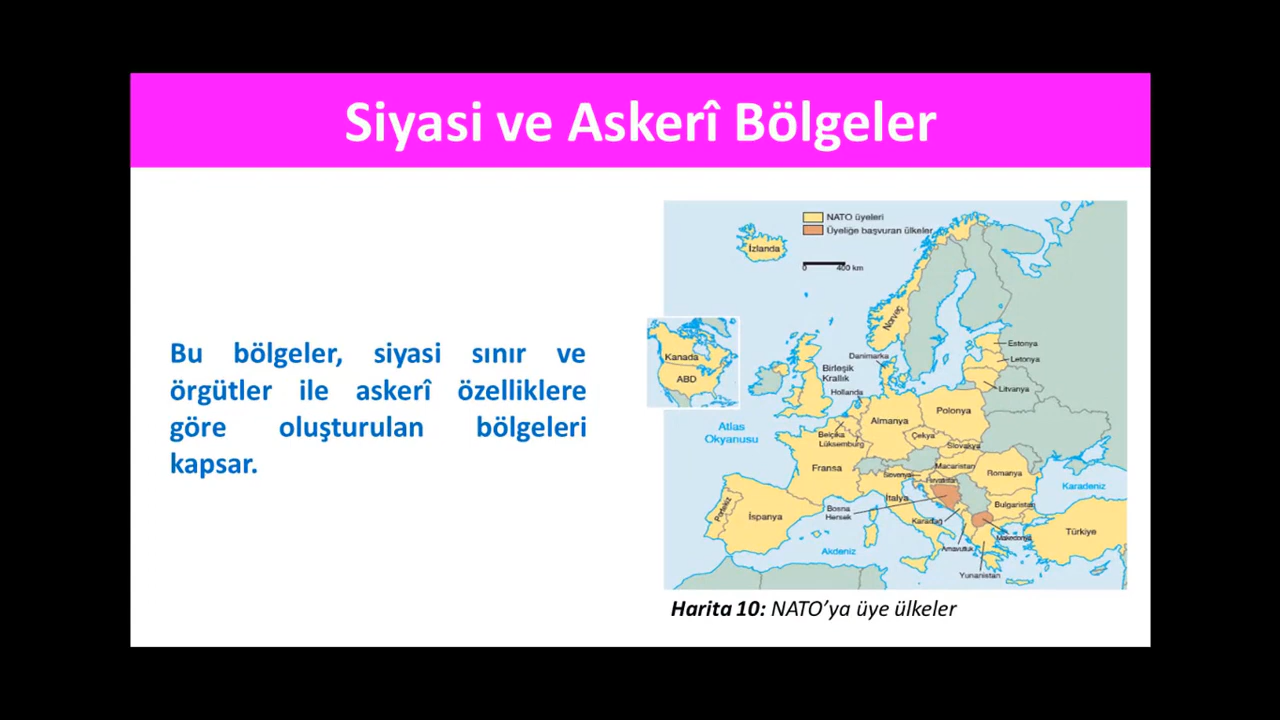 Siyasi ve Askerî Bölgeler
Bu bölgeler, siyasi sınır ve
örgütler ile askerî özelliklere
göre oluşturulan bölgeleri
kapsar.
NATO üyeleri
Üyeliğe başvuran ülkeler
0 400 km
İzlanda
Norveç
Kanada
ABD
Estonya
Letonya
Litvanya
Danimarka
Birleşik
Krallık
Hollanda
Atlas
Okyanusu
Belçika
Lüksemburg
Almanya
Polonya
Çekya
Slovakya
Fransa
Macaristan
Romanya
Slovenya
Hırvatistan
Karadeniz
Portekiz
İspanya
İtalya
Bosna
Hersek
Bulgaristan
Karadağ
Makedonya
Türkiye
Akdeniz
Arnavutluk
Yunanistan
Harita 10: NATO’ya üye ülkeler